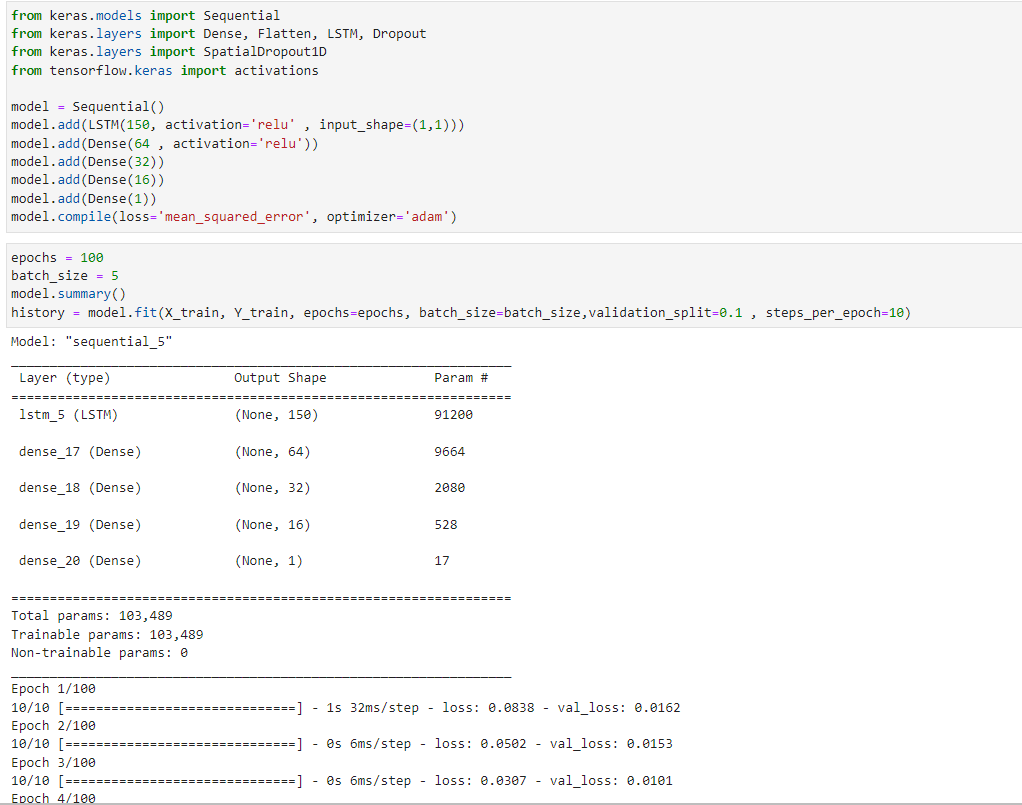 from keras.models import Sequential
from keras.layers import Dense, Flatten, LSTM, Dropout
from keras.layers import SpatialDropout1D
from tensorflow.keras import activations
model = Sequential()
model.add(LSTM(150, activation='relu' , input_shape=(1,1)))
model.add(Dense(64 , activation='relu'))
model.add(Dense(32))
model.add(Dense(16))
model.add(Dense(1))
model.compile(loss='mean_squared_error', optimizer='adam')
epochs = 100
batch_size = 5
model.summary()
history = model.fit(X_train, Y_train, epochs=epochs, batch_size=batch_size,validation_split=0.1 , steps_per_epoch=10)
Model: "sequential_5"
_________________________________________________________________
Layer (type) Output Shape Param #
=================================================================
lstm_5 (LSTM) (None, 150) 91200
dense_17 (Dense) (None, 64) 9664
dense_18 (Dense) (None, 32) 2080
dense_19 (Dense) (None, 16) 528
dense_20 (Dense) (None, 1) 17
=================================================================
Total params: 103,489
Trainable params: 103,489
Non-trainable params: 0
_________________________________________________________________
Epoch 1/100
10/10 [==============================] - 1s 32ms/step - loss: 0.0838 - val_loss: 0.0162
Epoch 2/100
10/10 [==============================] - 0s 6ms/step - loss: 0.0502 - val_loss: 0.0153
Epoch 3/100
10/10 [==============================] - 0s 6ms/step - loss: 0.0307 - val_loss: 0.0101
Epoch 4/100